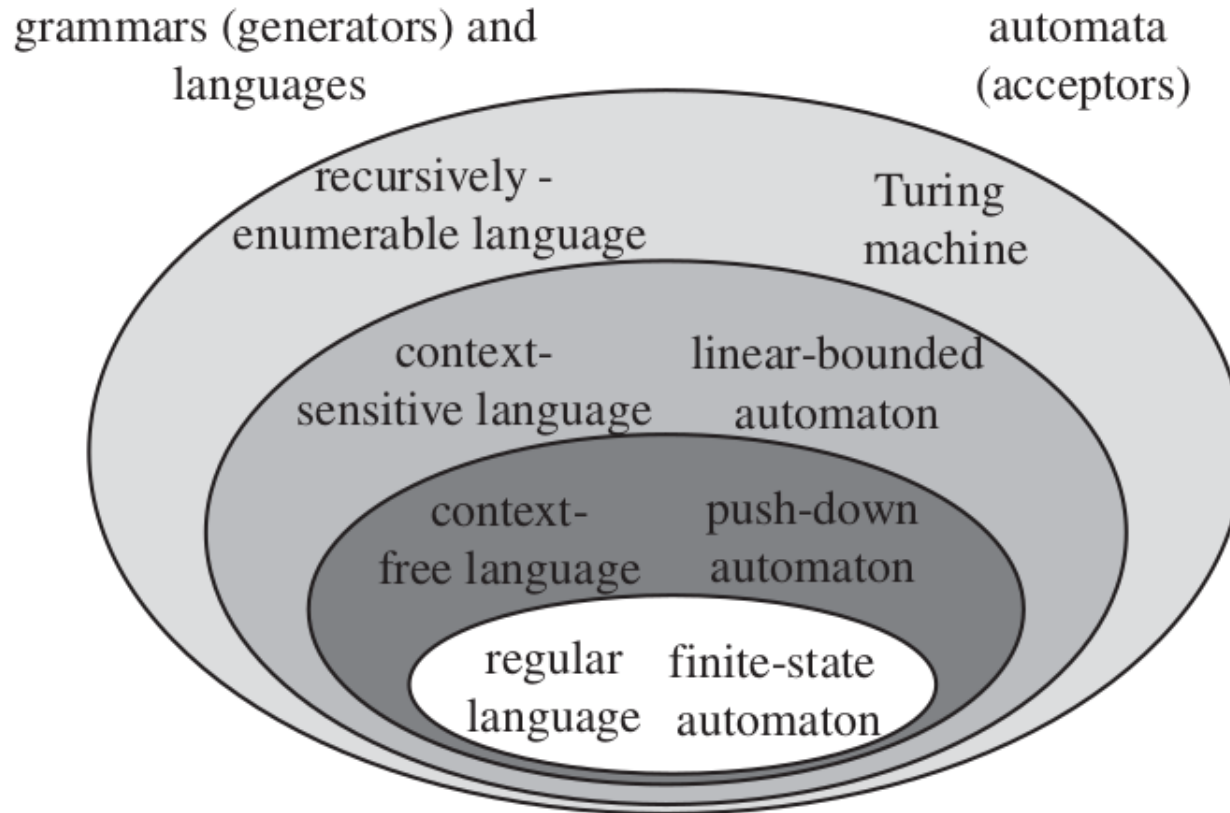 grammars (generators) and
languages
automata
(acceptors)
recursively -
enumerable language
Turing
machine
context-
sensitive language
linear-bounded
automaton
context-
free language
push-down
automaton
regular
language
finite-state
automaton